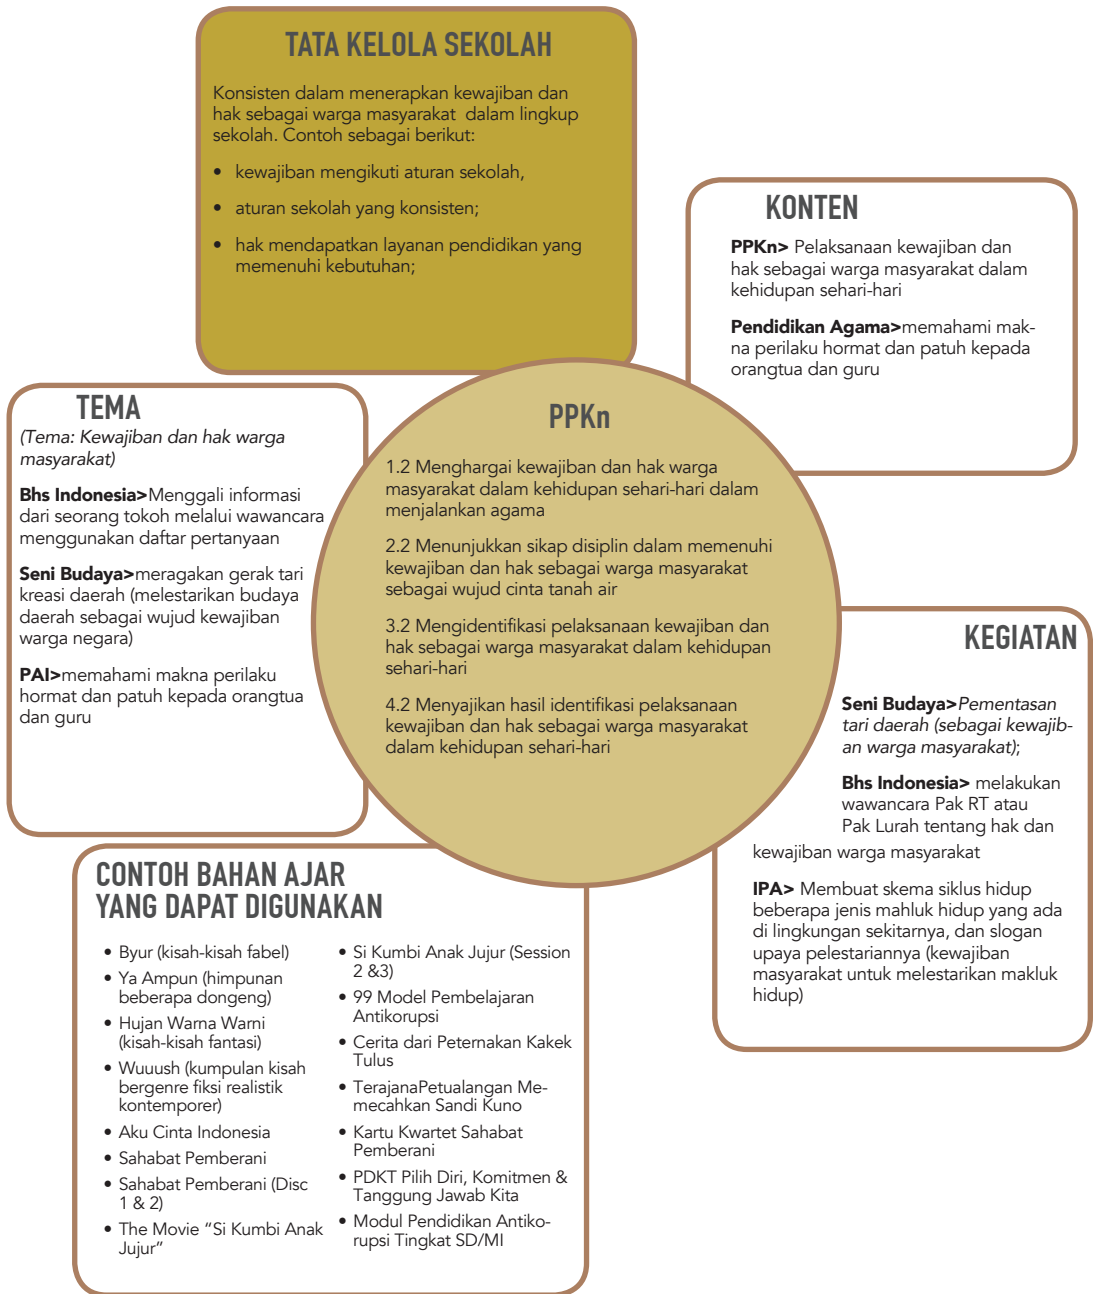 TATA KELOLA SEKOLAH
Konsisten dalam menerapkan kewajiban dan
hak sebagai warga masyarakat dalam lingkup
sekolah. Contoh sebagai berikut:
• kewajiban mengikuti aturan sekolah,
• aturan sekolah yang konsisten;
• hak mendapatkan layanan pendidikan yang
memenuhi kebutuhan;
KONTEN
PPKn> Pelaksanaan kewajiban dan
hak sebagai warga masyarakat dalam
kehidupan sehari-hari
Pendidikan Agama>memahami mak-
na perilaku hormat dan patuh kepada
orangtua dan guru
TEMA
(Tema: Kewajiban dan hak warga
masyarakat)
Bhs Indonesia>Menggali informasi
dari seorang tokoh melalui wawancara
menggunakan daftar pertanyaan
Seni Budaya>meragakan gerak tari
kreasi daerah (melestarikan budaya
daerah sebagai wujud kewajiban
warga negara)
PAI>memahami makna perilaku
hormat dan patuh kepada orangtua
dan guru
PPKn
1.2 Menghargai kewajiban dan hak warga
masyarakat dalam kehidupan sehari-hari dalam
menjalankan agama
2.2 Menunjukkan sikap disiplin dalam memenuhi
kewajiban dan hak sebagai warga masyarakat
sebagai wujud cinta tanah air
3.2 Mengidentifikasi pelaksanaan kewajiban dan
hak sebagai warga masyarakat dalam kehidupan
sehari-hari
4.2 Menyajikan hasil identifikasi pelaksanaan
kewajiban dan hak sebagai warga masyarakat
dalam kehidupan sehari-hari
KEGIATAN
Seni Budaya>Pementasan
tari daerah (sebagai kewajib-
an warga masyarakat);
Bhs Indonesia> melakukan
wawancara Pak RT atau
Pak Lurah tentang hak dan
kewajiban warga masyarakat
IPA> Membuat skema siklus hidup
beberapa jenis mahluk hidup yang ada
di lingkungan sekitarnya, dan slogan
upaya pelestariannya (kewajiban
masyarakat untuk melestarikan makluk
hidup)
CONTOH BAHAN AJAR
YANG DAPAT DIGUNAKAN
• Byur (kisah-kisah fabel)
• Ya Ampun (himpunan
beberapa dongeng)
• Hujan Warna Warni
(kisah-kisah fantasi)
• Wuuush (kumpulan kisah
bergenre fiksi realistik
kontemporer)
• Aku Cinta Indonesia
• Sahabat Pemberani
• Sahabat Pemberani (Disc
1 & 2)
• The Movie “Si Kumbi Anak
Jujur”
• Si Kumbi Anak Jujur (Session
2 &3)
• 99 Model Pembelajaran
Antikorupsi
• Cerita dari Peternakan Kakek
Tulus
• TerajanaPetualangan Me-
mecahkan Sandi Kuno
• Kartu Kwartet Sahabat
Pemberani
• PDKT Pilih Diri, Komitmen &
Tanggung Jawab Kita
• Modul Pendidikan Antiko-
rupsi Tingkat SD/MI